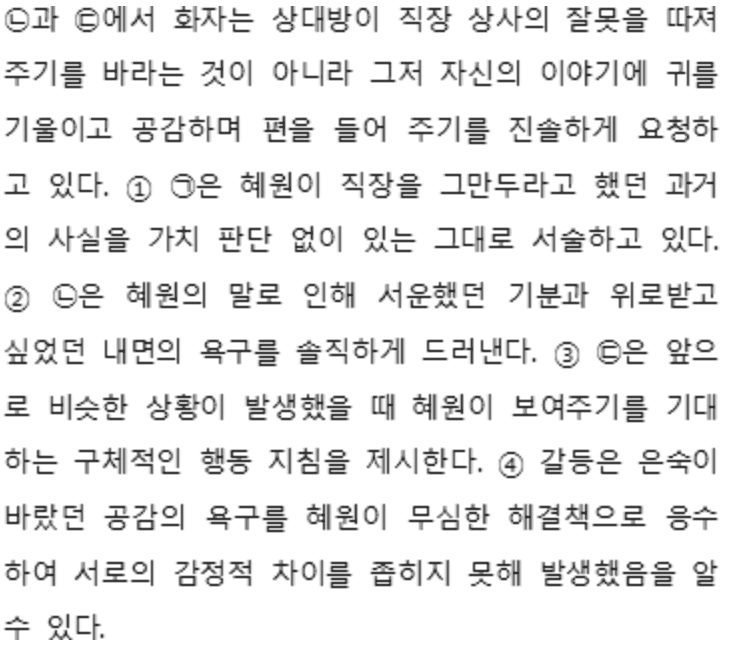 ㉡과 ㉢에서 화자는 상대방이 직장 상사의 잘못을 따져
주기를 바라는 것이 아니라 그저 자신의 이야기에 귀를
기울이고 공감하며 편을 들어 주기를 진솔하게 요청하
고 있다. ① ㉠은 혜원이 직장을 그만두라고 했던 과거
의 사실을 가치 판단 없이 있는 그대로 서술하고 있다.
② ㉡은 혜원의 말로 인해 서운했던 기분과 위로받고
싶었던 내면의 욕구를 솔직하게 드러낸다. ③ ㉢은 앞으
로 비슷한 상황이 발생했을 때 혜원이 보여주기를 기대
하는 구체적인 행동 지침을 제시한다. ④ 갈등은 은숙이
바랐던 공감의 욕구를 혜원이 무심한 해결책으로 응수
하여 서로의 감정적 차이를 좁히지 못해 발생했음을 알
수 있다.